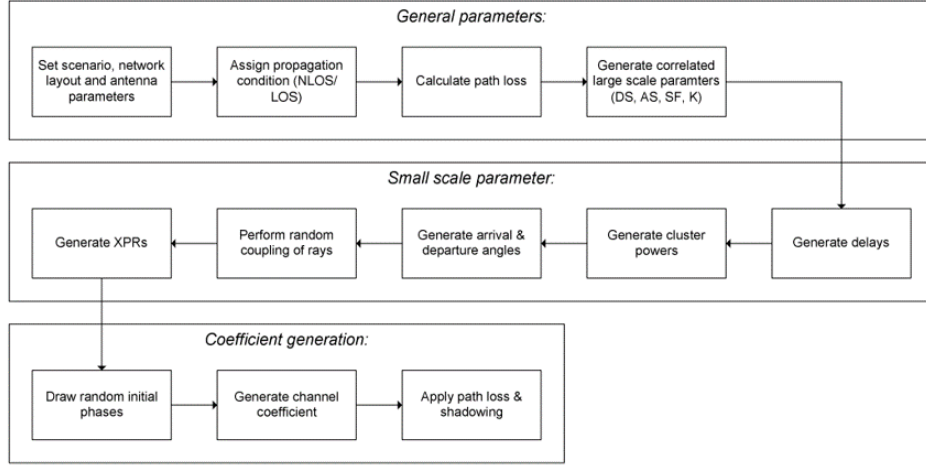 General parameters:
Set scenario, network
layout and antenna
parameters
Assign propagation
condition (NLOS/
LOS)
Calculate path loss
Generate correlated
large scale paramters
(DS, AS, SF, K)
Small scale parameter:
Generate XPRs
Perform random
coupling of rays
Generate arrival &
departure angles
Generate cluster
powers
Generate delays
Coefficient generation:
Draw random initial
phases
Generate channel
coefficient
Apply path loss &
shadowing